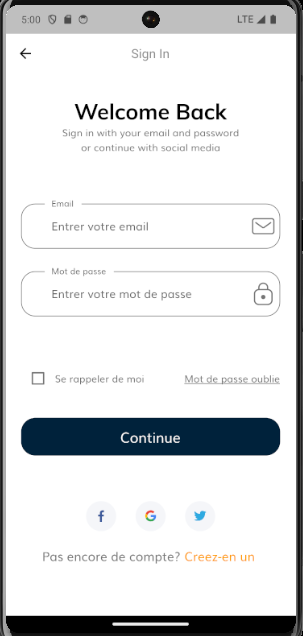 5:00 LTE
Sign In
Welcome Back
Sign in with your email and password
or continue with social media
Email
Entrer votre email
Mot de passe
Entrer votre mot de passe
Se rappeler de moi Mot de passe oublie
Continue
Pas encore de compte? Creez-en un